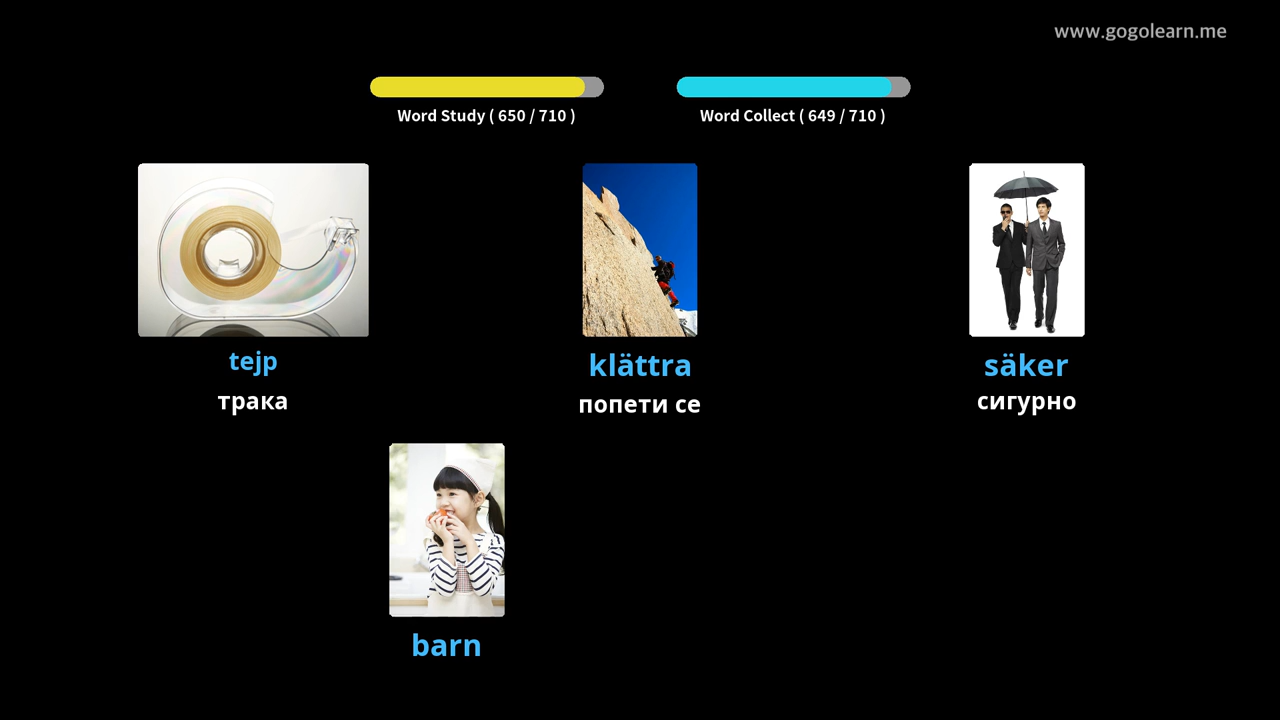 www.gogolearn.me
Word Study ( 650 / 710 )
Word Collect ( 649 / 710 )
tejp
klättra
säker
трака
попети се
сигурно
barn